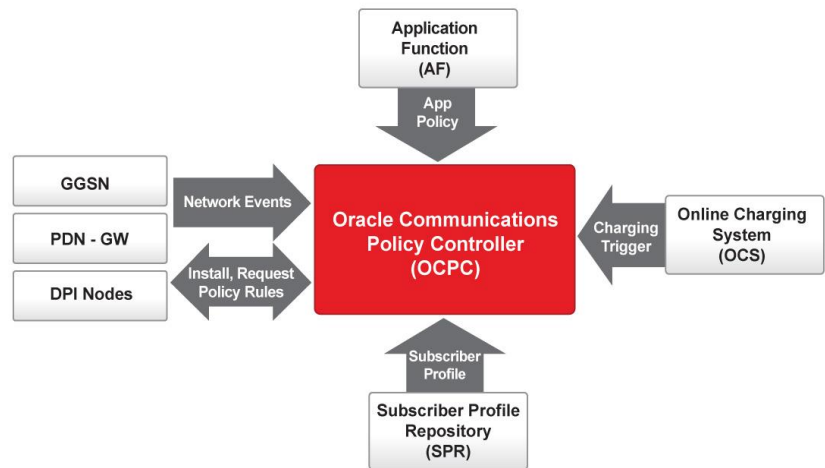 Application
Function
(AF)
App
Policy
GGSN
PDN - GW
DPI Nodes
Network Events
Install, Request
Policy Rules
Oracle Communications
Policy Controller
(OCPC)
Charging
Trigger
Online Charging
System
(OCS)
Subscriber
Profile
Subscriber Profile
Repository
(SPR)